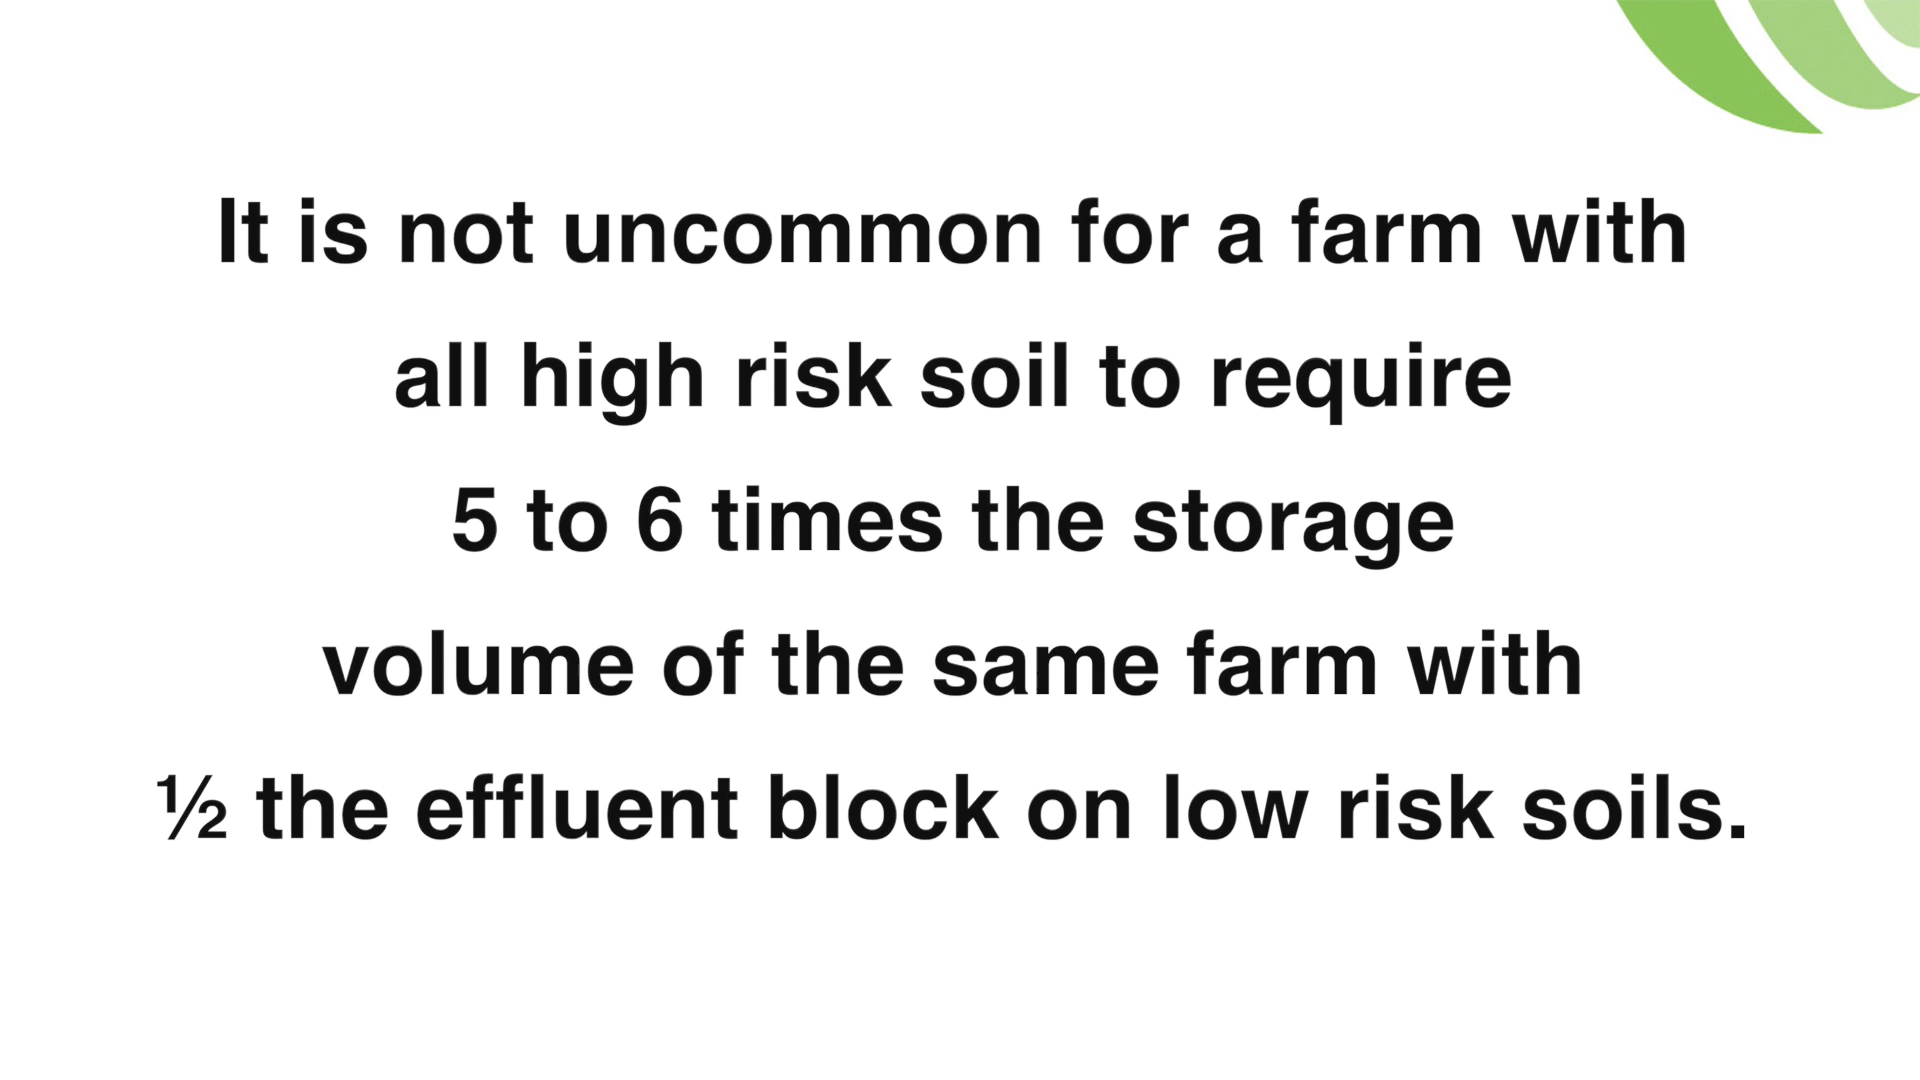 It is not uncommon for a farm with
all high risk soil to require
5 to 6 times the storage
volume of the same farm with
½ the effluent block on low risk soils.